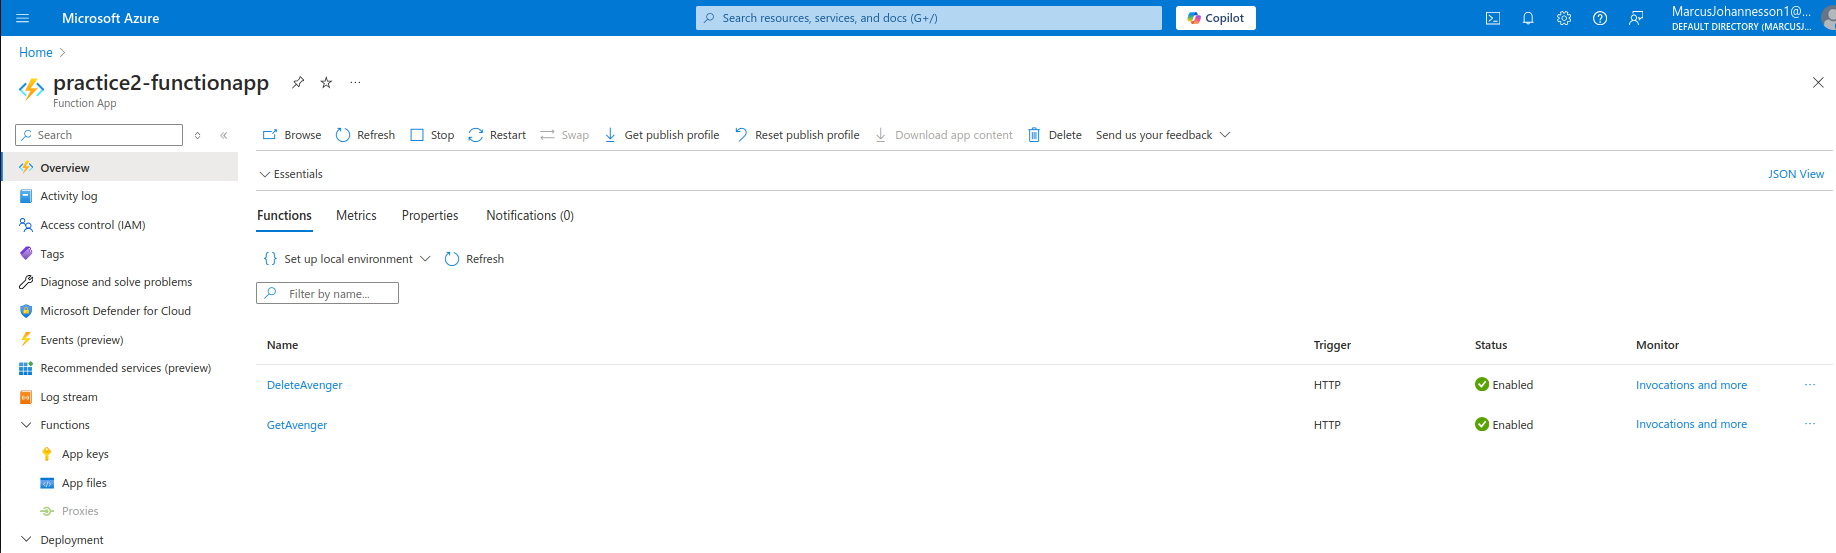 Microsoft Azure
Search resources, services, and docs (G+/)
Copilot
MarcusJohannesson1@...
DEFAULT DIRECTORY (MARCUSJ...
Home
practice2-functionapp
Function App
Search
Browse Refresh Stop Restart Swap Get publish profile Reset publish profile Download app content Delete Send us your feedback
Overview
Activity log
Access control (IAM)
Tags
Diagnose and solve problems
Microsoft Defender for Cloud
Events (preview)
Recommended services (preview)
Log stream
Functions
App keys
App files
Proxies
Deployment
Essentials
JSON View
Functions Metrics Properties Notifications (0)
Set up local environment Refresh
Filter by name...
Name Trigger Status Monitor
DeleteAvenger HTTP Enabled Invocations and more ...
GetAvenger HTTP Enabled Invocations and more ...